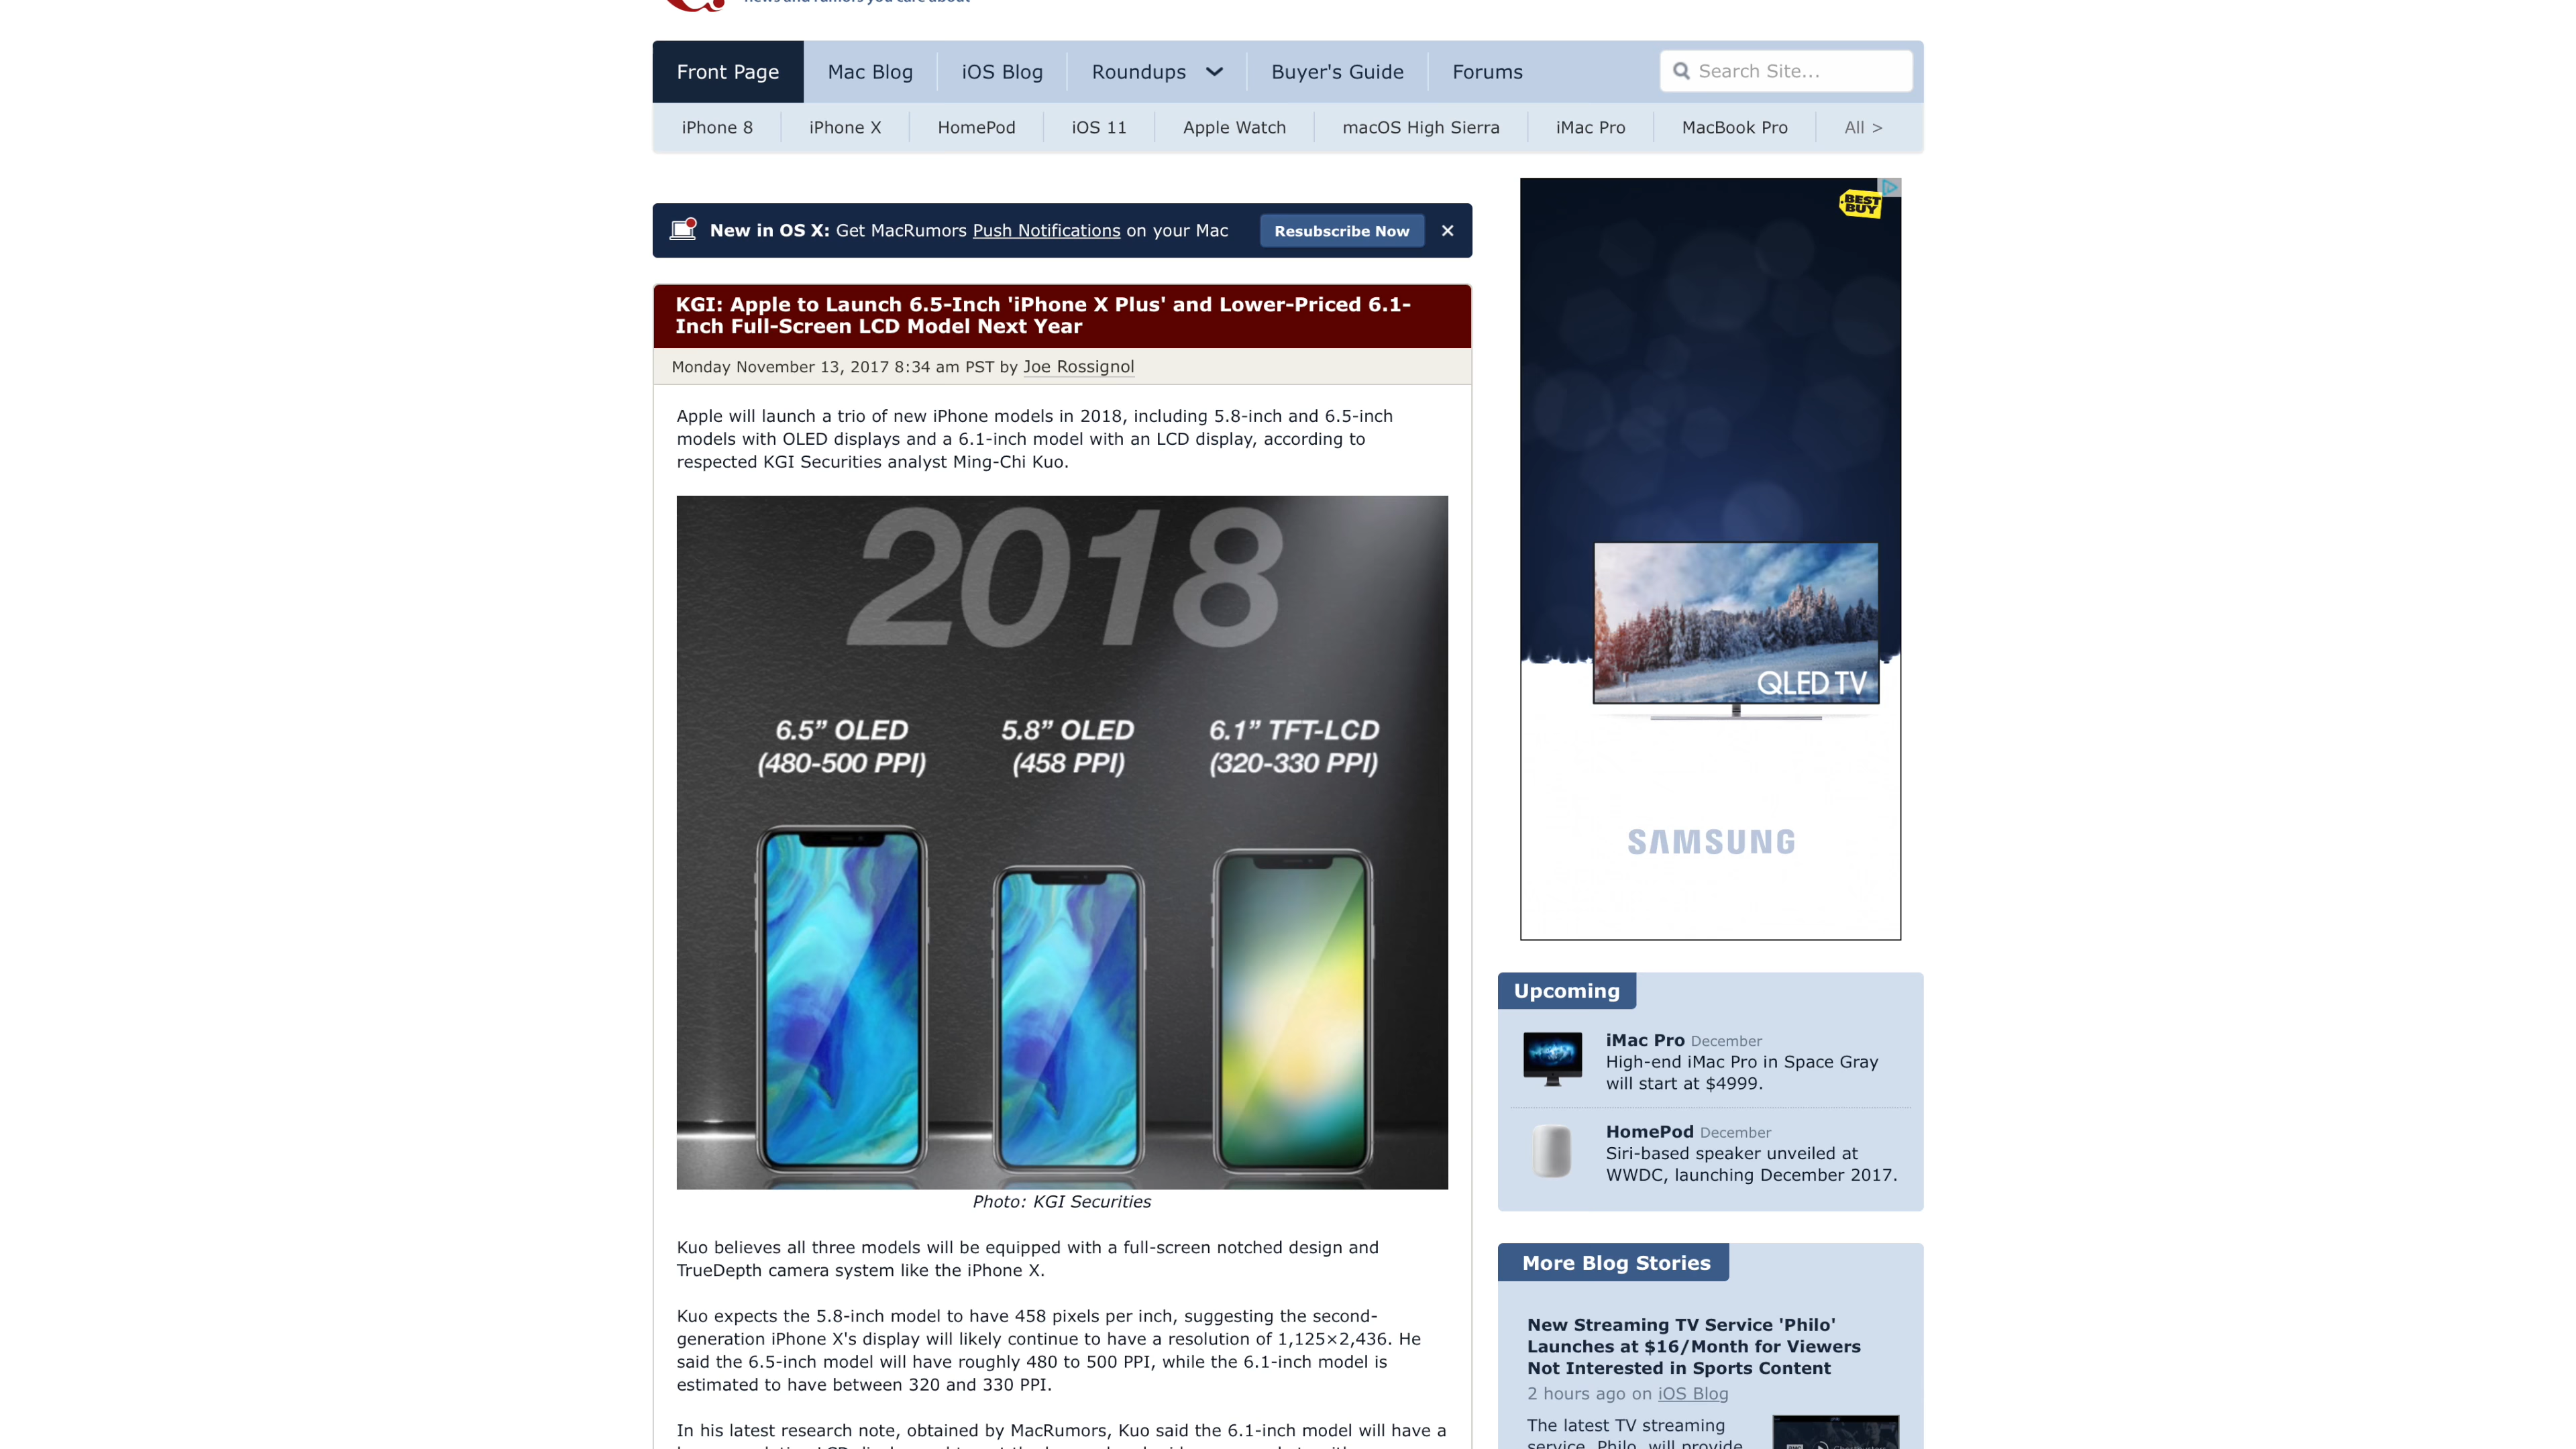 news and rumors you care about
Front Page
Mac Blog
iOS Blog
Roundups
Buyer's Guide
Forums
Search Site...
iPhone 8
iPhone X
HomePod
iOS 11
Apple Watch
macOS High Sierra
iMac Pro
MacBook Pro
All >
New in OS X: Get MacRumors Push Notifications on your Mac
Resubscribe Now
KGI: Apple to Launch 6.5-Inch 'iPhone X Plus' and Lower-Priced 6.1-
Inch Full-Screen LCD Model Next Year
Monday November 13, 2017 8:34 am PST by Joe Rossignol
Apple will launch a trio of new iPhone models in 2018, including 5.8-inch and 6.5-inch
models with OLED displays and a 6.1-inch model with an LCD display, according to
respected KGI Securities analyst Ming-Chi Kuo.
2018
6.5” OLED
(480-500 PPI)
5.8” OLED
(458 PPI)
6.1” TFT-LCD
(320-330 PPI)
Photo: KGI Securities
Kuo believes all three models will be equipped with a full-screen notched design and
TrueDepth camera system like the iPhone X.
Kuo expects the 5.8-inch model to have 458 pixels per inch, suggesting the second-
generation iPhone X's display will likely continue to have a resolution of 1,125×2,436. He
said the 6.5-inch model will have roughly 480 to 500 PPI, while the 6.1-inch model is
estimated to have between 320 and 330 PPI.
In his latest research note, obtained by MacRumors, Kuo said the 6.1-inch model will have a
BEST
BUY
QLED TV
SAMSUNG
Upcoming
iMac Pro December
High-end iMac Pro in Space Gray
will start at $4999.
HomePod December
Siri-based speaker unveiled at
WWDC, launching December 2017.
More Blog Stories
New Streaming TV Service 'Philo'
Launches at $16/Month for Viewers
Not Interested in Sports Content
2 hours ago on iOS Blog
The latest TV streaming
service, Philo, will provide